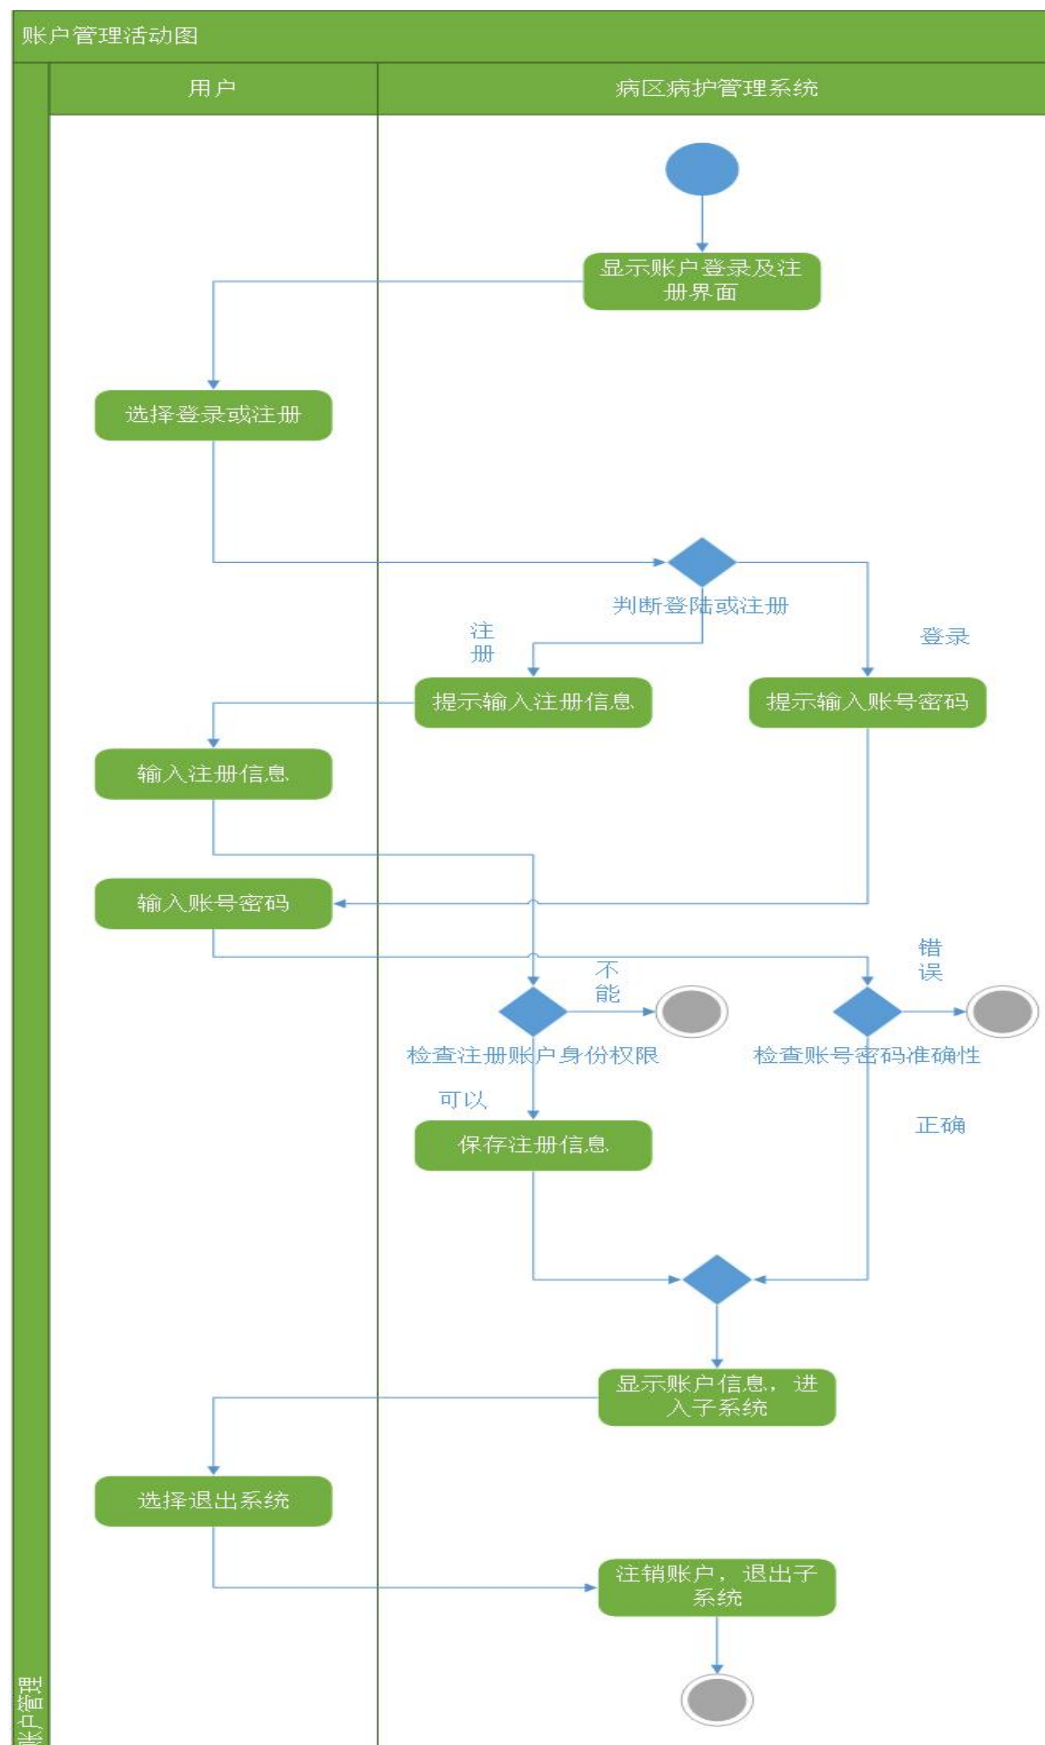 账户管理活动图
用户
病区病护管理系统
显示账户登录及注
册界面
选择登录或注册
判断登陆或注册
注
册
登录
提示输入注册信息
提示输入账号密码
输入注册信息
输入账号密码
不
能
错
误
检查注册账户身份权限
检查账号密码准确性
可以
正确
保存注册信息
显示账户信息，进
入子系统
选择退出系统
注销账户，退出子
系统
账户管理